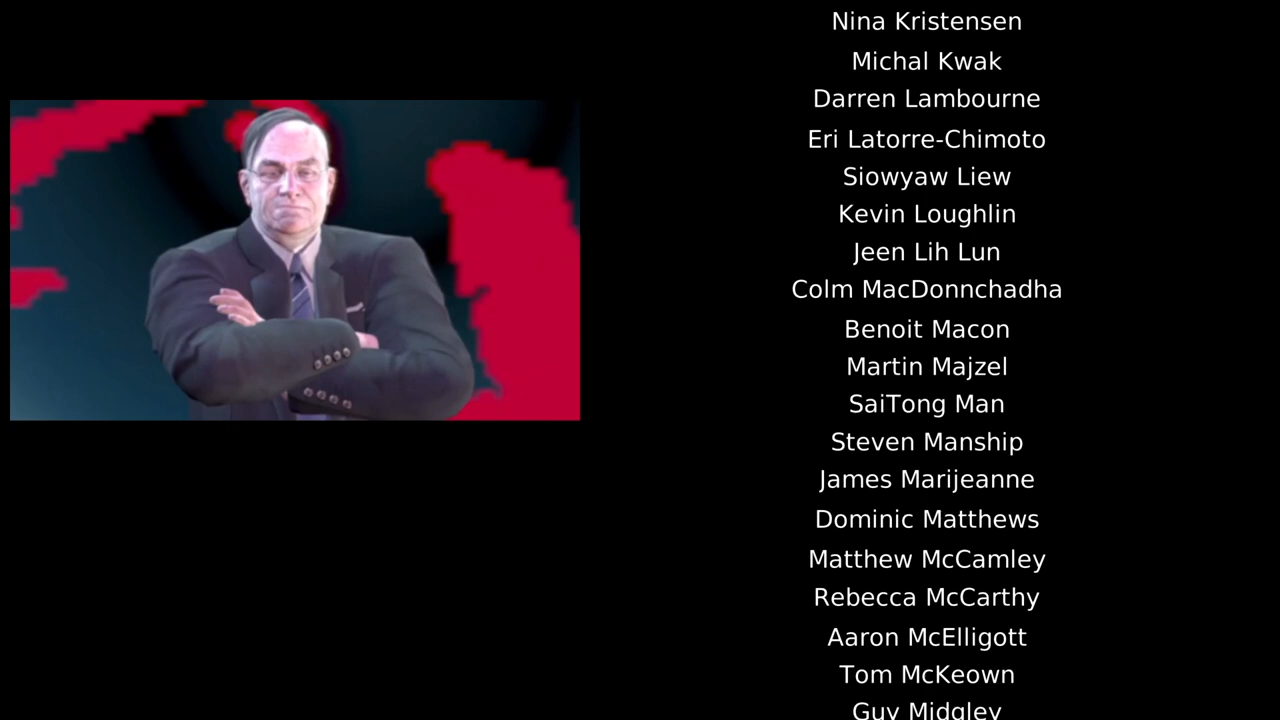 Nina Kristensen
Michal Kwak
Darren Lambourne
Eri Latorre-Chimoto
Siowyaw Liew
Kevin Loughlin
Jeen Lih Lun
Colm MacDonnchadha
Benoit Macon
Martin Majzel
SaiTong Man
Steven Manship
James Marijeanne
Dominic Matthews
Matthew McCamley
Rebecca McCarthy
Aaron McElligott
Tom McKeown
Guy Midgley